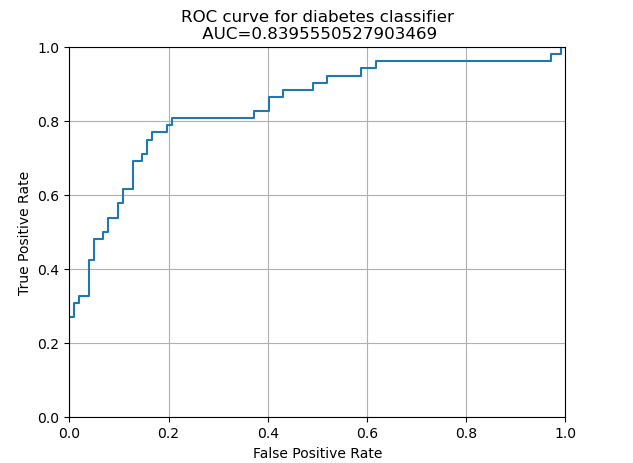 ROC curve for diabetes classifier
AUC=0.8395550527903469
1.0
0.8
0.6
0.4
0.2
0.0
True Positive Rate
0.0 0.2 0.4 0.6 0.8 1.0
False Positive Rate